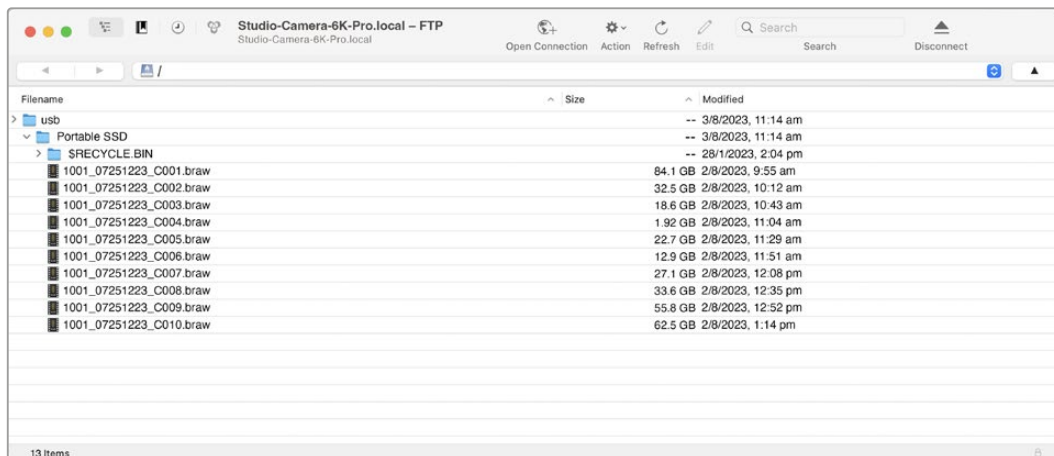 Studio-Camera-6K-Pro.local – FTP
Studio-Camera-6K-Pro.local
Open Connection Action Refresh Edit Search Search Disconnect
/
Filename Size Modified
usb -- 3/8/2023, 11:14 am
Portable SSD -- 3/8/2023, 11:14 am
$RECYCLE.BIN -- 28/1/2023, 2:04 pm
1001_07251223_C001.braw 84.1 GB 2/8/2023, 9:55 am
1001_07251223_C002.braw 32.5 GB 2/8/2023, 10:12 am
1001_07251223_C003.braw 18.6 GB 2/8/2023, 10:43 am
1001_07251223_C004.braw 1.92 GB 2/8/2023, 11:04 am
1001_07251223_C005.braw 22.7 GB 2/8/2023, 11:29 am
1001_07251223_C006.braw 12.9 GB 2/8/2023, 11:51 am
1001_07251223_C007.braw 27.1 GB 2/8/2023, 12:08 pm
1001_07251223_C008.braw 33.6 GB 2/8/2023, 12:35 pm
1001_07251223_C009.braw 55.8 GB 2/8/2023, 12:52 pm
1001_07251223_C010.braw 62.5 GB 2/8/2023, 1:14 pm
13 Items